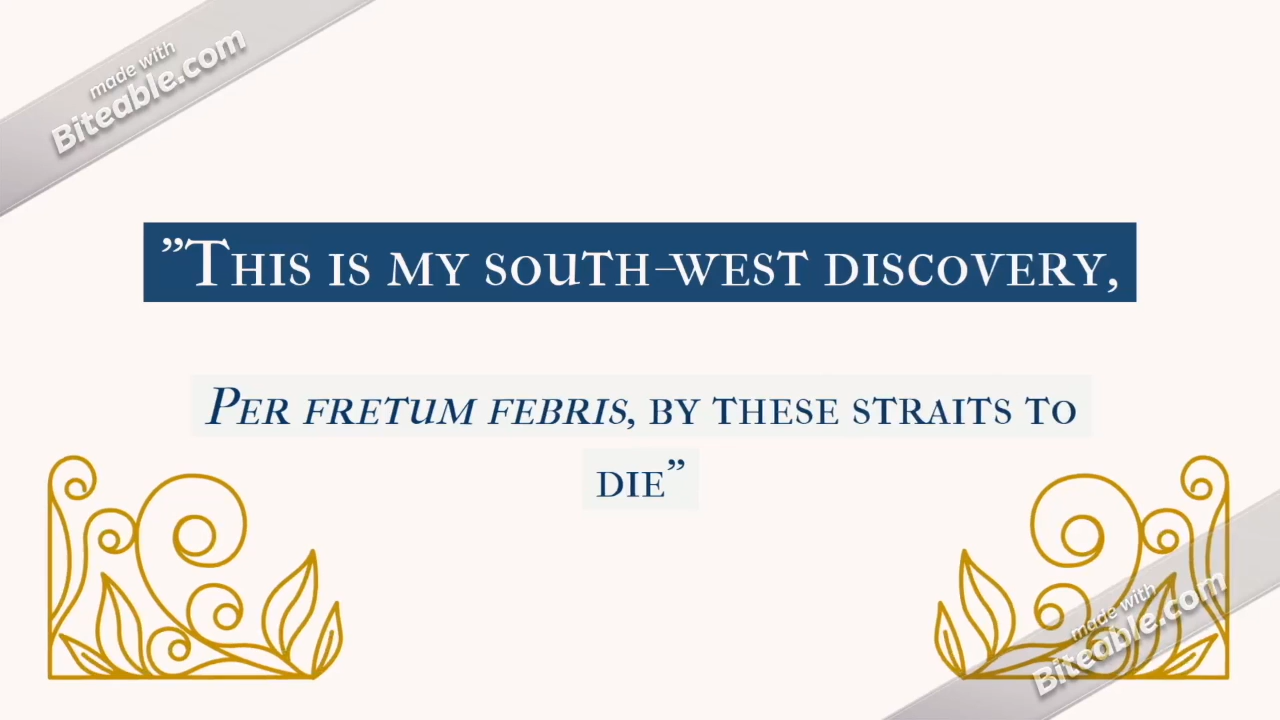 made with
Biteable.com
”This is my south-west discovery,
Per fretum febris, by these straits to
die”
made with
Biteable.com